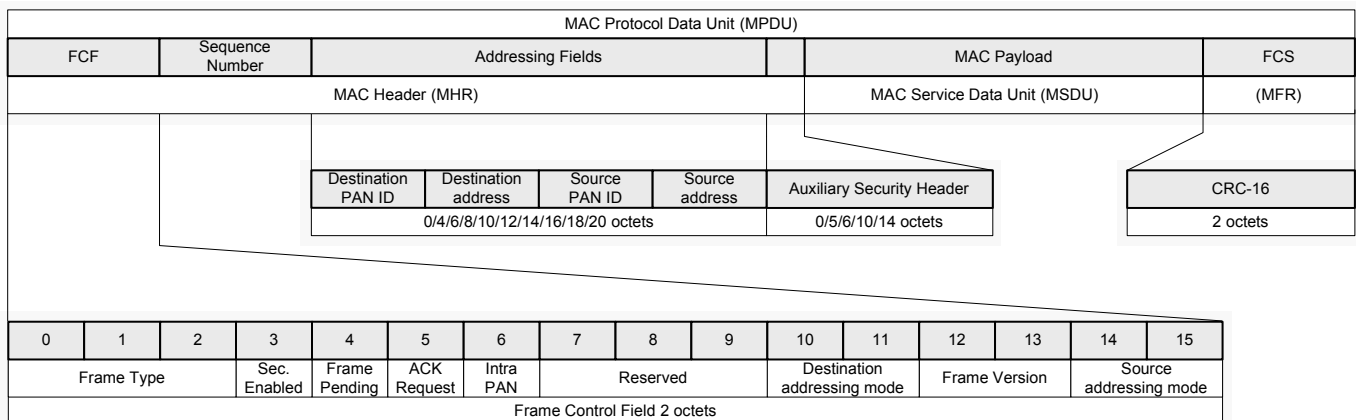 MAC Protocol Data Unit (MPDU)
FCF Sequence Number Addressing Fields MAC Payload FCS
MAC Header (MHR) MAC Service Data Unit (MSDU) (MFR)
Destination PAN ID Destination address Source PAN ID Source address Auxiliary Security Header CRC-16
0/4/6/8/10/12/14/16/18/20 octets 0/5/6/10/14 octets 2 octets
0 1 2 3 4 5 6 7 8 9 10 11 12 13 14 15
Frame Type Sec. Enabled Frame Pending ACK Request Intra PAN Reserved Destination addressing mode Frame Version Source addressing mode
Frame Control Field 2 octets